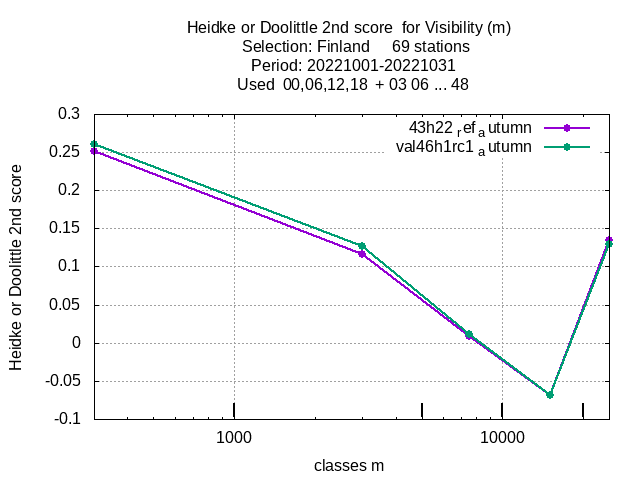 Heidke or Doolittle 2nd score  for Visibility (m)
Selection: Finland     69 stations
Period: 20221001-20221031
Used  00,06,12,18  + 03 06 ... 48
43h22 ref autumn
val46h1rc1 autumn
0.3
0.25
0.2
0.15
0.1
0.05
0
-0.05
-0.1
Heidke or Doolittle 2nd score
1000 10000
classes m